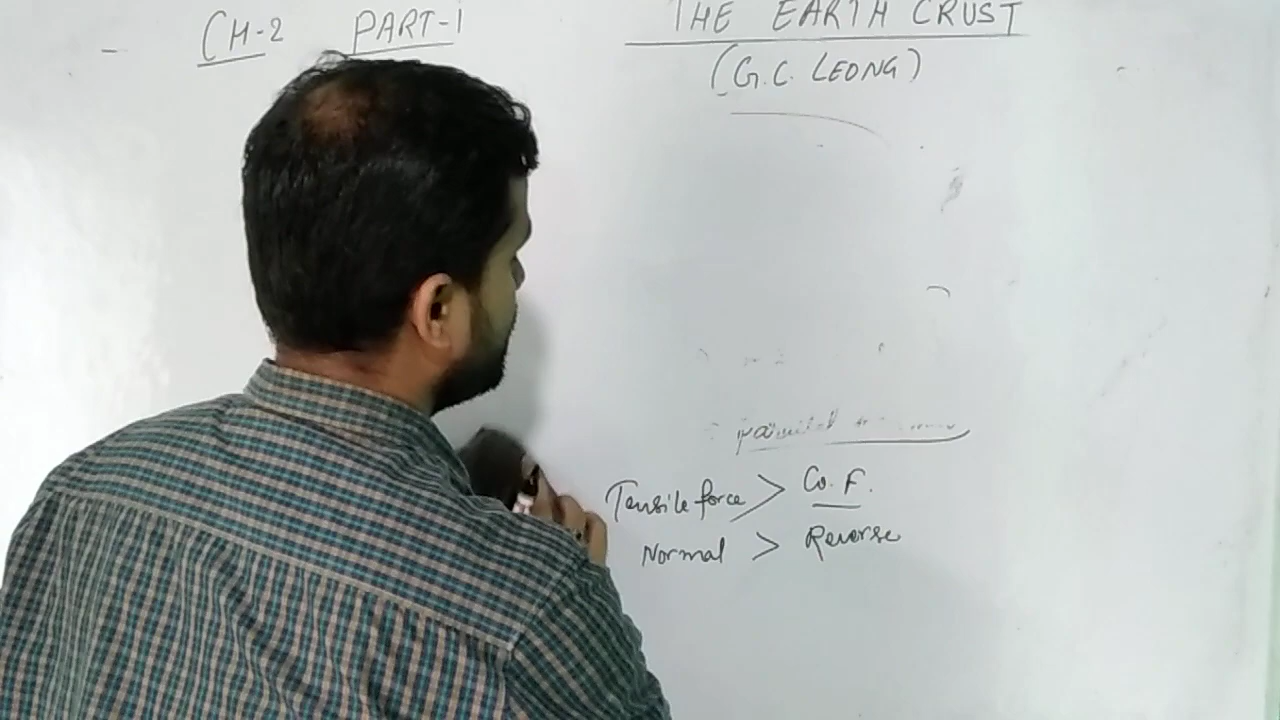 CH-2 PART-1 THE EARTH CRUST
(G.C. LEONG)
Tensile force > Co. F.
Normal > Reverse